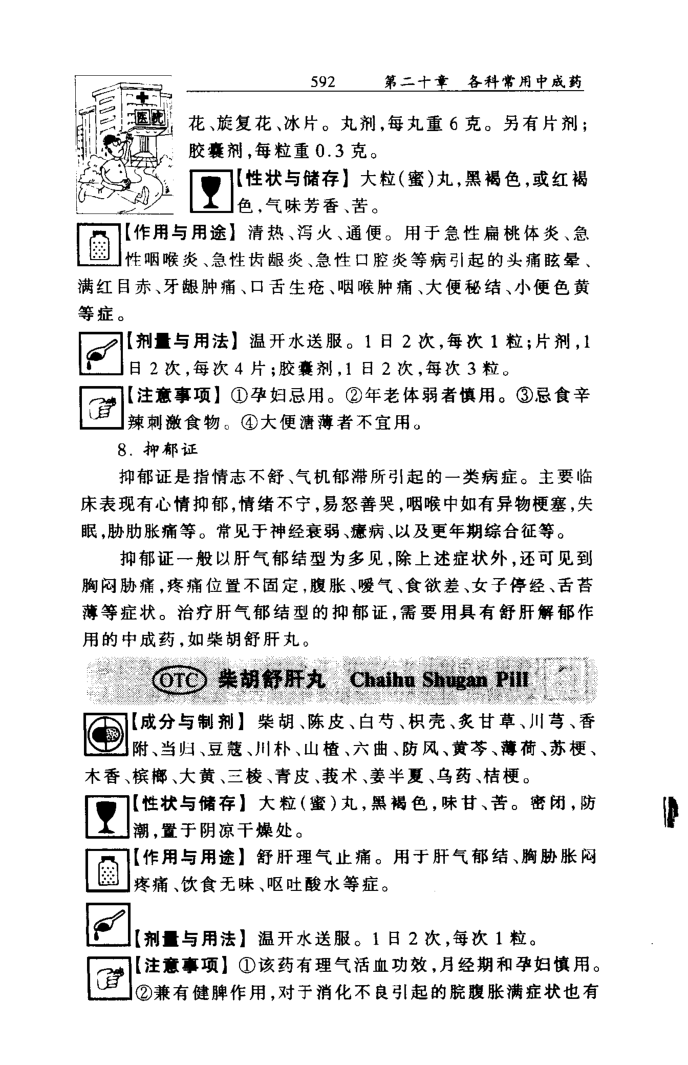 592 第二十章 各科常用中成药
医院
花、旋复花、冰片。丸剂,每丸重6克。另有片剂;
胶囊剂,每粒重0.3克。
【性状与储存】大粒(蜜)丸,黑褐色,或红褐
色,气味芳香、苦。
【作用与用途】清热、泻火、通便。用于急性扁桃体炎、急
性咽喉炎、急性齿龈炎、急性口腔炎等病引起的头痛眩晕、
满红目赤、牙龈肿痛、口舌生疮、咽喉肿痛、大便秘结、小便色黄
等症。
【剂量与用法】温开水送服。1日2次,每次1粒;片剂,1
日2次,每次4片;胶囊剂,1日2次,每次3粒。
【注意事项】①孕妇忌用。②年老体弱者慎用。③忌食辛
辣刺激食物。④大便溏薄者不宜用。
8. 抑郁证
抑郁证是指情志不舒、气机郁滞所引起的一类病症。主要临
床表现有心情抑郁,情绪不宁,易怒善哭,咽喉中如有异物梗塞,失
眠,胁肋胀痛等。常见于神经衰弱、癔病、以及更年期综合征等。
抑郁证一般以肝气郁结型为多见,除上述症状外,还可见到
胸闷胁痛,疼痛位置不固定,腹胀、嗳气、食欲差、女子停经、舌苔
薄等症状。治疗肝气郁结型的抑郁证,需要用具有舒肝解郁作
用的中成药,如柴胡舒肝丸。
OTC 柴胡舒肝丸 Chaihu Shugan Pill
【成分与制剂】柴胡、陈皮、白芍、枳壳、炙甘草、川芎、香
附、当归、豆蔻、川朴、山楂、六曲、防风、黄芩、薄荷、苏梗、
木香、槟榔、大黄、三棱、青皮、莪术、姜半夏、乌药、桔梗。
【性状与储存】大粒(蜜)丸,黑褐色,味甘、苦。密闭,防
潮,置于阴凉干燥处。
【作用与用途】舒肝理气止痛。用于肝气郁结、胸胁胀闷
疼痛、饮食无味、呕吐酸水等症。
【剂量与用法】温开水送服。1日2次,每次1粒。
【注意事项】①该药有理气活血功效,月经期和孕妇慎用。
②兼有健脾作用,对于消化不良引起的脘腹胀满症状也有